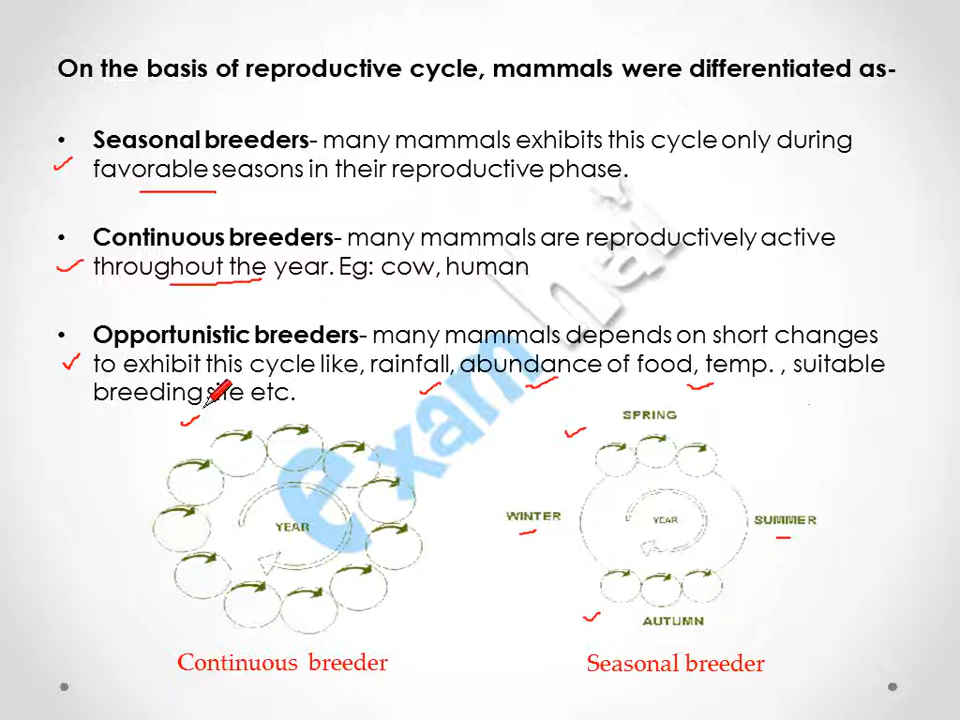 On the basis of reproductive cycle, mammals were differentiated as-
• Seasonal breeders- many mammals exhibits this cycle only during
favorable seasons in their reproductive phase.
• Continuous breeders- many mammals are reproductively active
throughout the year. Eg: cow, human
• Opportunistic breeders- many mammals depends on short changes
to exhibit this cycle like, rainfall, abundance of food, temp. , suitable
breeding site etc.
exam hai
SPRING
WINTER
YEAR
YEAR
SUMMER
AUTUMN
Continuous breeder
Seasonal breeder